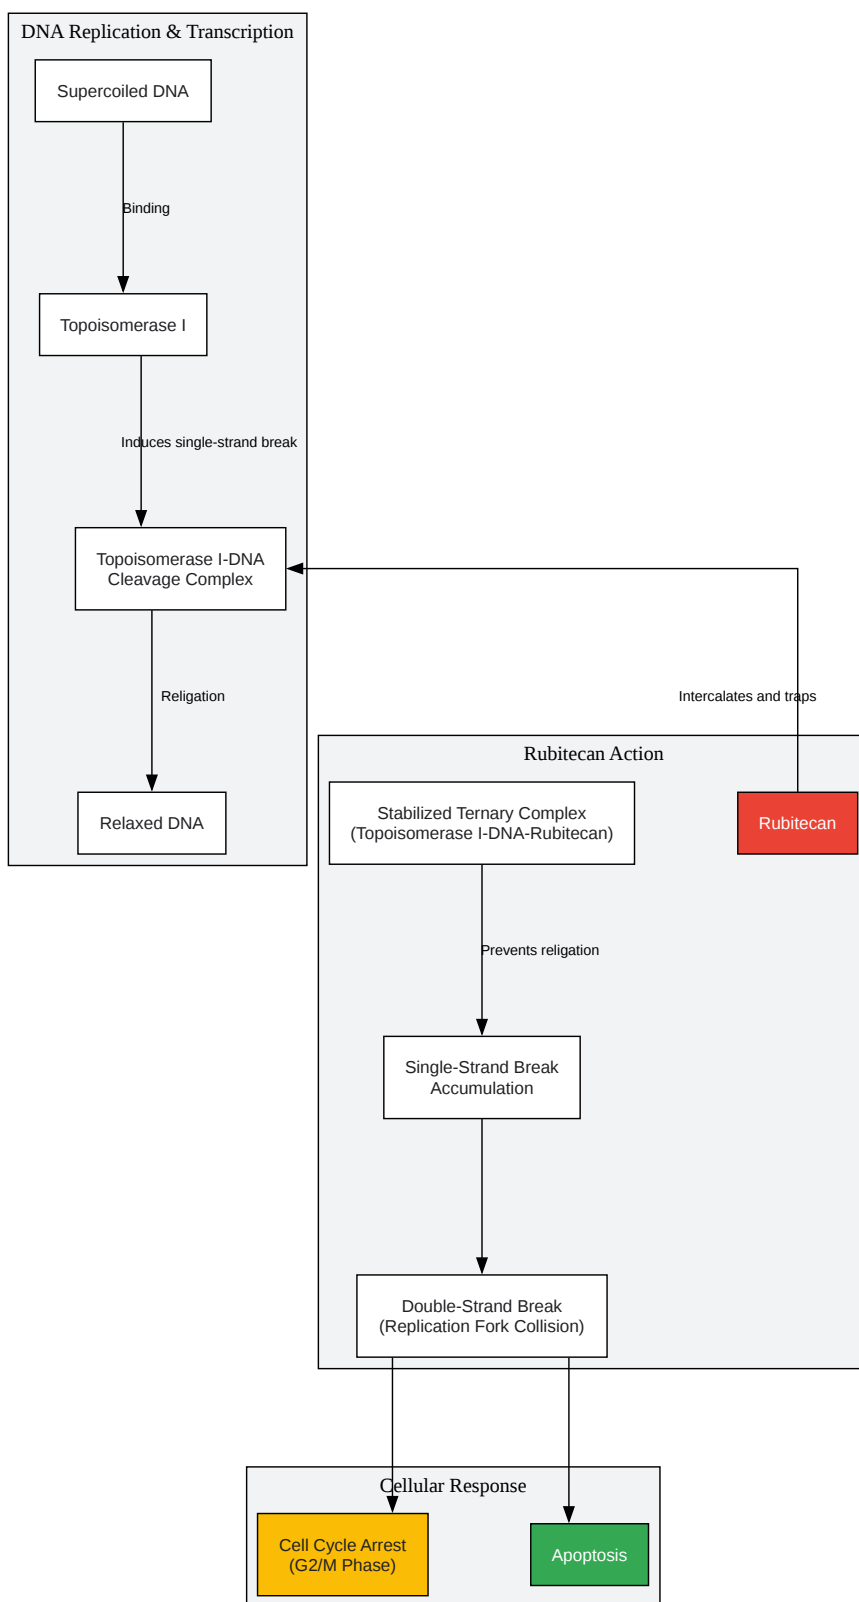 DNA Replication & Transcription
Supercoiled DNA
Binding
Topoisomerase I
Induces single-strand break
Topoisomerase I-DNA
Cleavage Complex
Religation
Intercalates and traps
Relaxed DNA
Rubitecan Action
Stabilized Ternary Complex
(Topoisomerase I-DNA-Rubitecan)
Rubitecan
Prevents religation
Single-Strand Break
Accumulation
Double-Strand Break
(Replication Fork Collision)
Cellular Response
Cell Cycle Arrest
(G2/M Phase)
Apoptosis